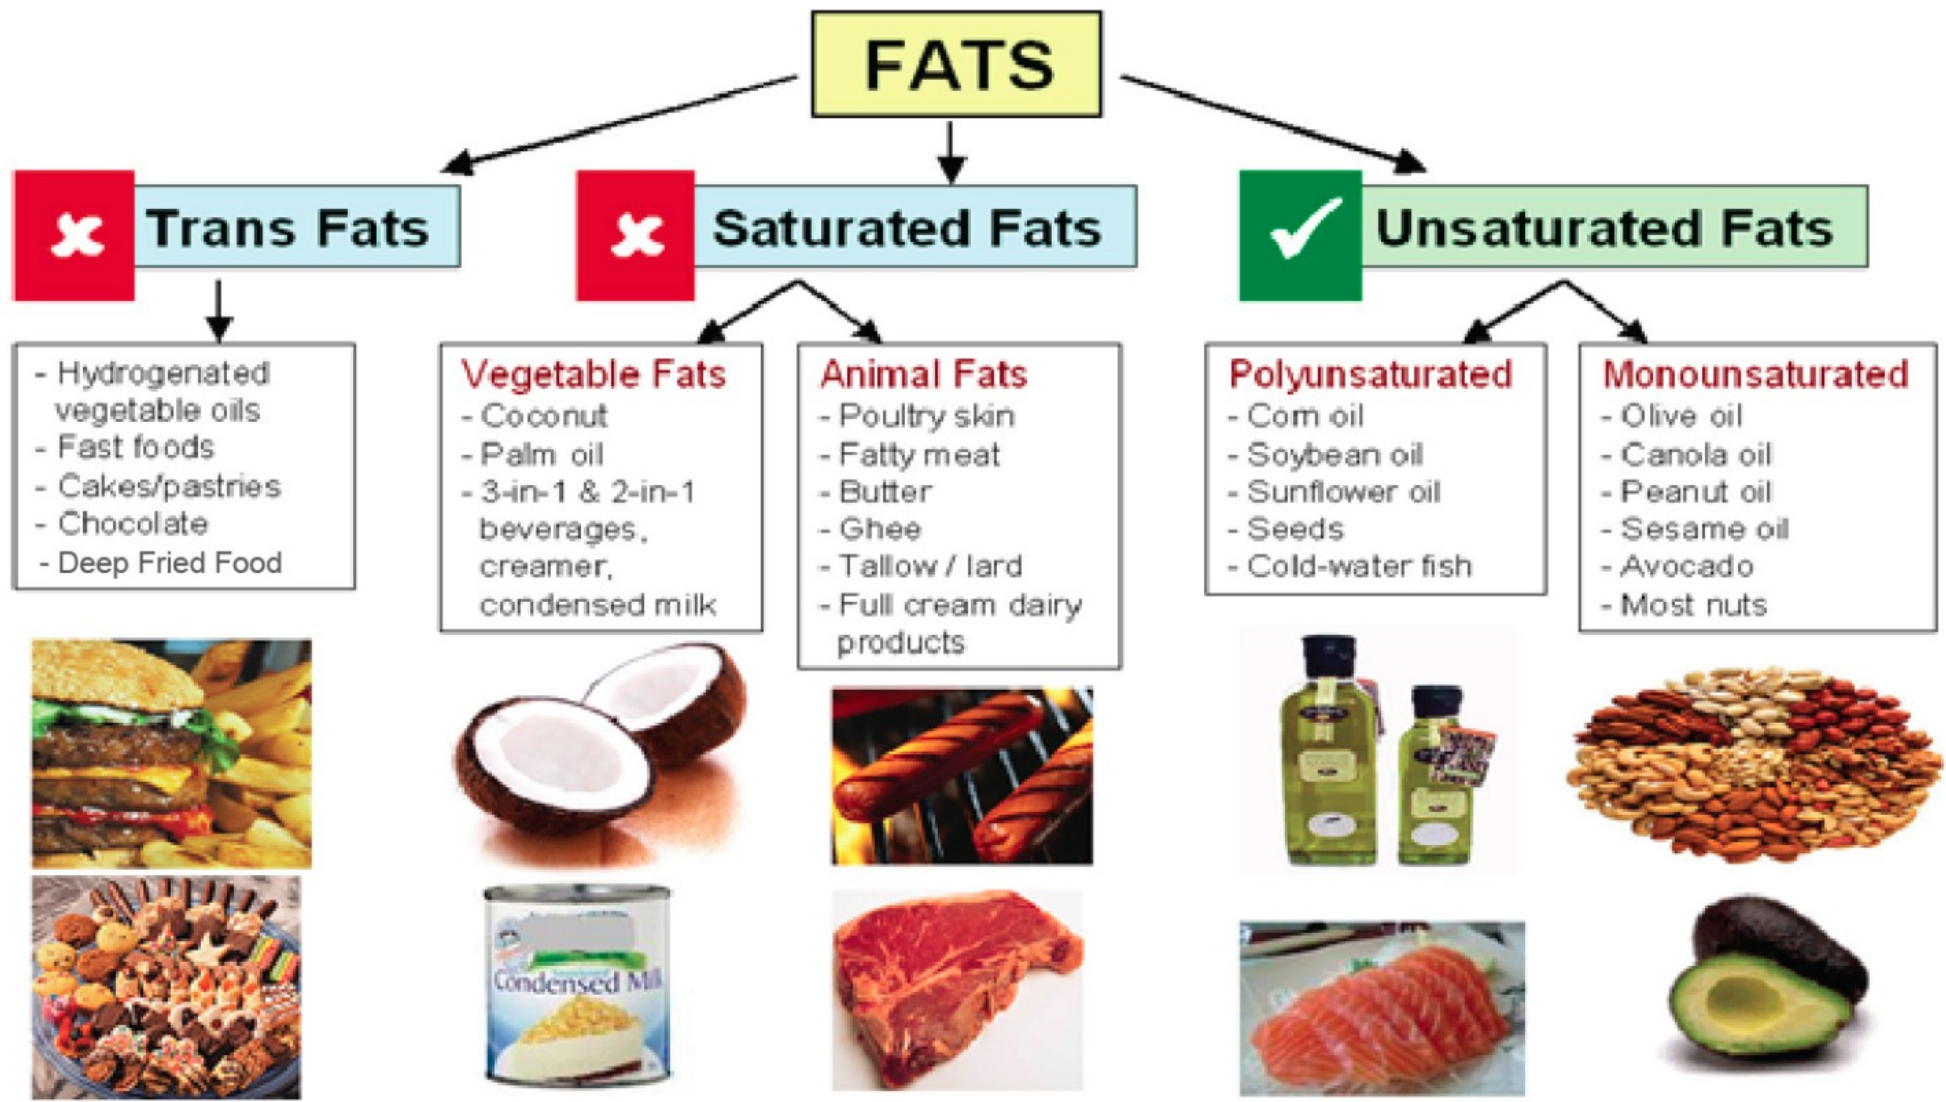 FATS
Trans Fats
Saturated Fats
Unsaturated Fats
- Hydrogenated
vegetable oils
- Fast foods
- Cakes/pastries
- Chocolate
- Deep Fried Food
Vegetable Fats
- Coconut
- Palm oil
- 3-in-1 & 2-in-1
beverages,
creamer,
condensed milk
Animal Fats
- Poultry skin
- Fatty meat
- Butter
- Ghee
- Tallow / lard
- Full cream dairy
products
Polyunsaturated
- Corn oil
- Soybean oil
- Sunflower oil
- Seeds
- Cold-water fish
Monounsaturated
- Olive oil
- Canola oil
- Peanut oil
- Sesame oil
- Avocado
- Most nuts
Condensed Milk